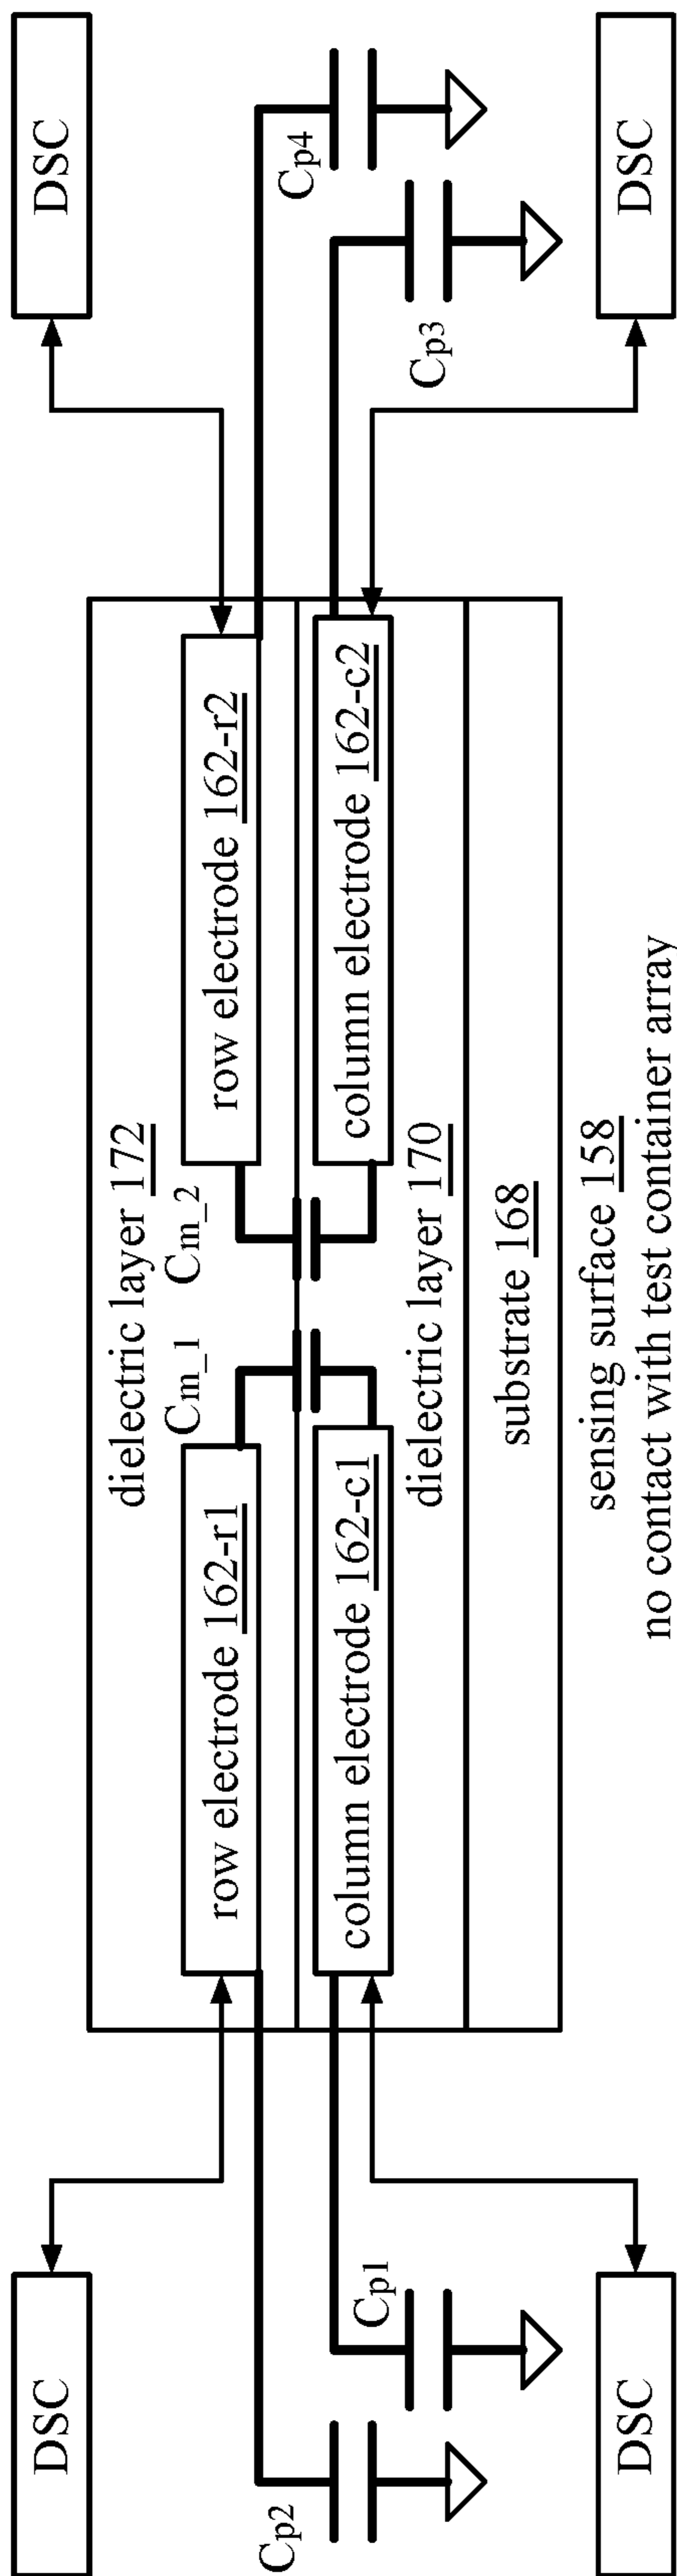 DSC
DSC
dielectric layer 172
Cm_1
Cm_2
row electrode 162-r1
row electrode 162-r2
Cp2
Cp4
column electrode 162-c1
column electrode 162-c2
Cp1
Cp3
dielectric layer 170
substrate 168
DSC
DSC
sensing surface 158
no contact with test container array